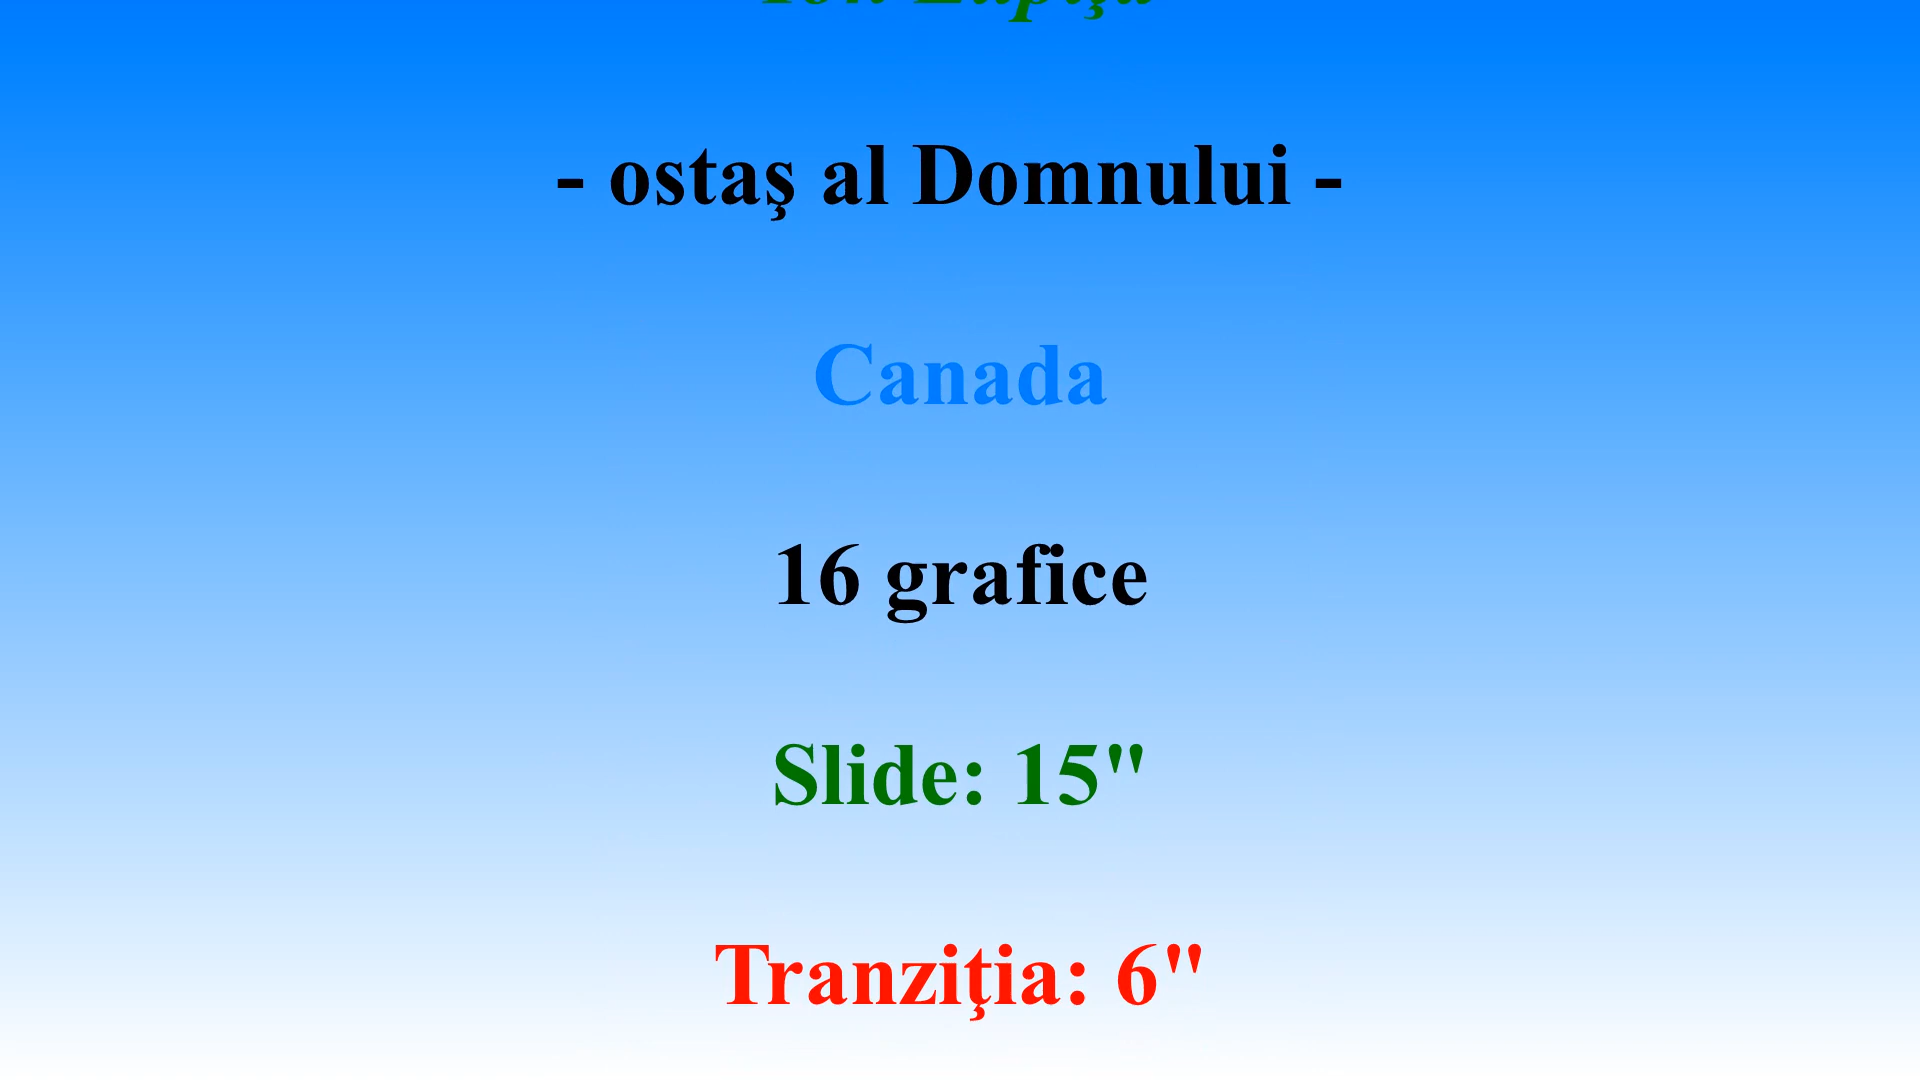 - ostaş al Domnului -
Canada
16 grafice
Slide: 15"
Tranziţia: 6"